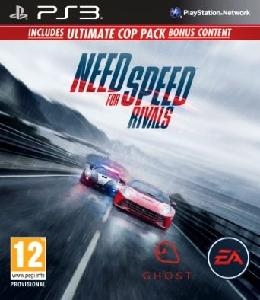 PS3
PlayStation Network
INCLUDES ULTIMATE COP PACK BONUS CONTENT
NEED FOR SPEED
RIVALS
12
www.pegi.info
PROVISIONAL
GHOST
EA